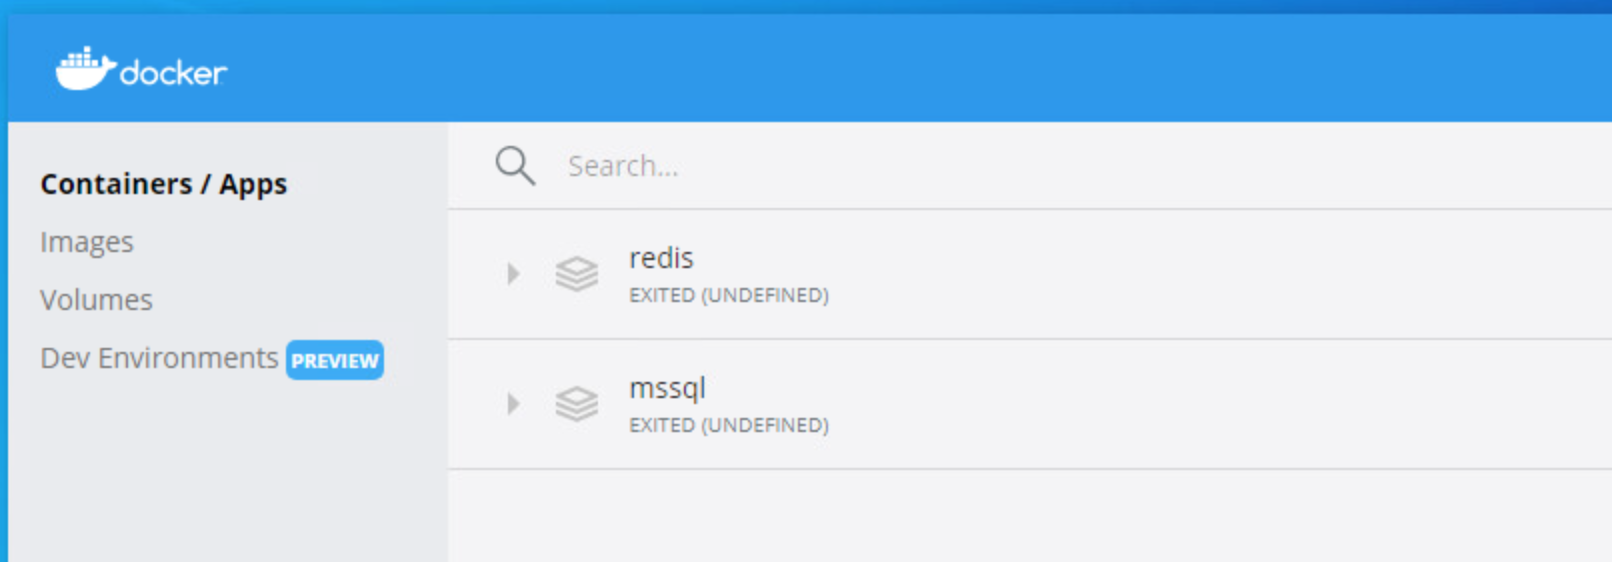 docker
Containers / Apps
Images
Volumes
Dev Environments PREVIEW
Search...
redis
EXITED (UNDEFINED)
mssql
EXITED (UNDEFINED)